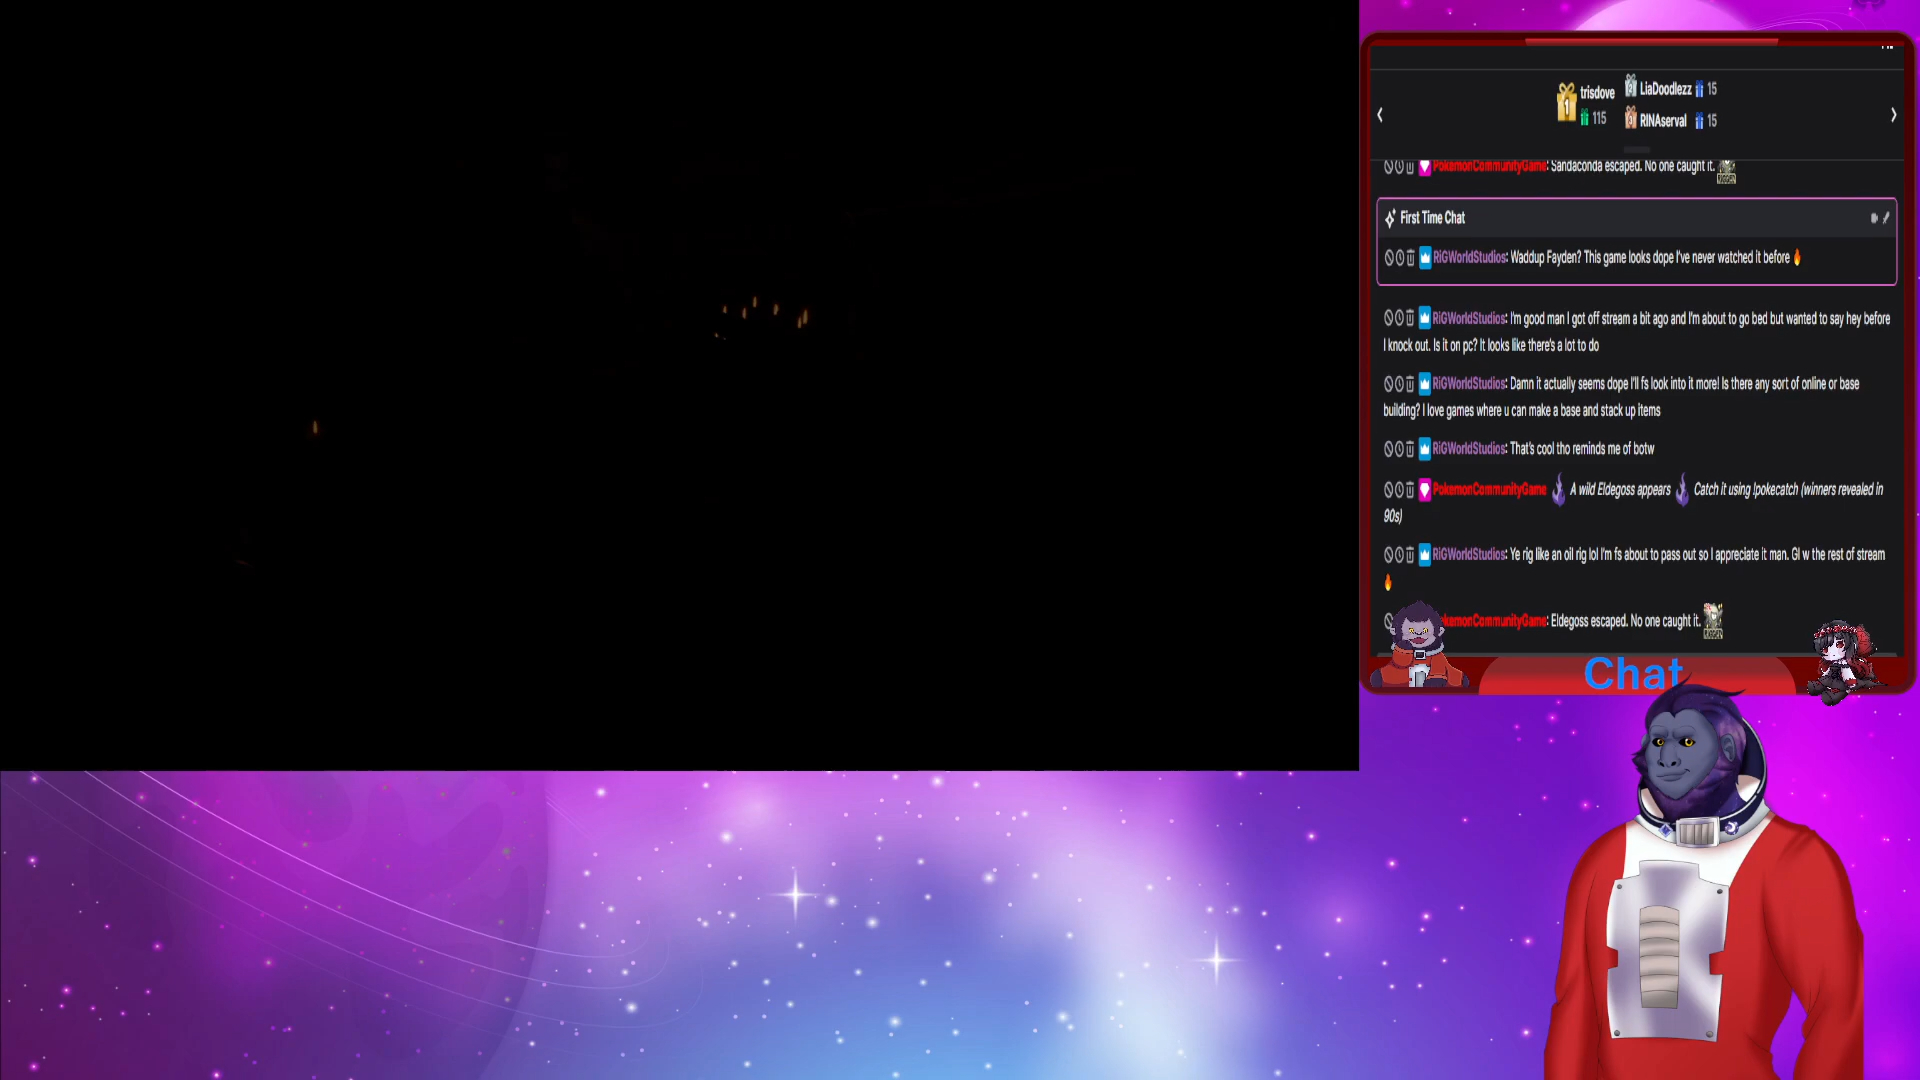 trisdove
115
LiaDoodlezz 15
RINAserval 15
PokemonCommunityGame: Sandaconda escaped. No one caught it.
First Time Chat
RiGWorldStudios: Waddup Fayden? This game looks dope I've never watched it before
RiGWorldStudios: I'm good man I got off stream a bit ago and I'm about to go bed but wanted to say hey before
I knock out. Is it on pc? It looks like there's a lot to do
RiGWorldStudios: Damn it actually seems dope I'll fs look into it more! Is there any sort of online or base
building? I love games where u can make a base and stack up items
RiGWorldStudios: That's cool tho reminds me of botw
PokemonCommunityGame A wild Eldegoss appears Catch it using !pokecatch (winners revealed in
90s)
RiGWorldStudios: Ye rig like an oil rig lol I'm fs about to pass out so I appreciate it man. Gl w the rest of stream
kemonCommunityGame: Eldegoss escaped. No one caught it.
Chat